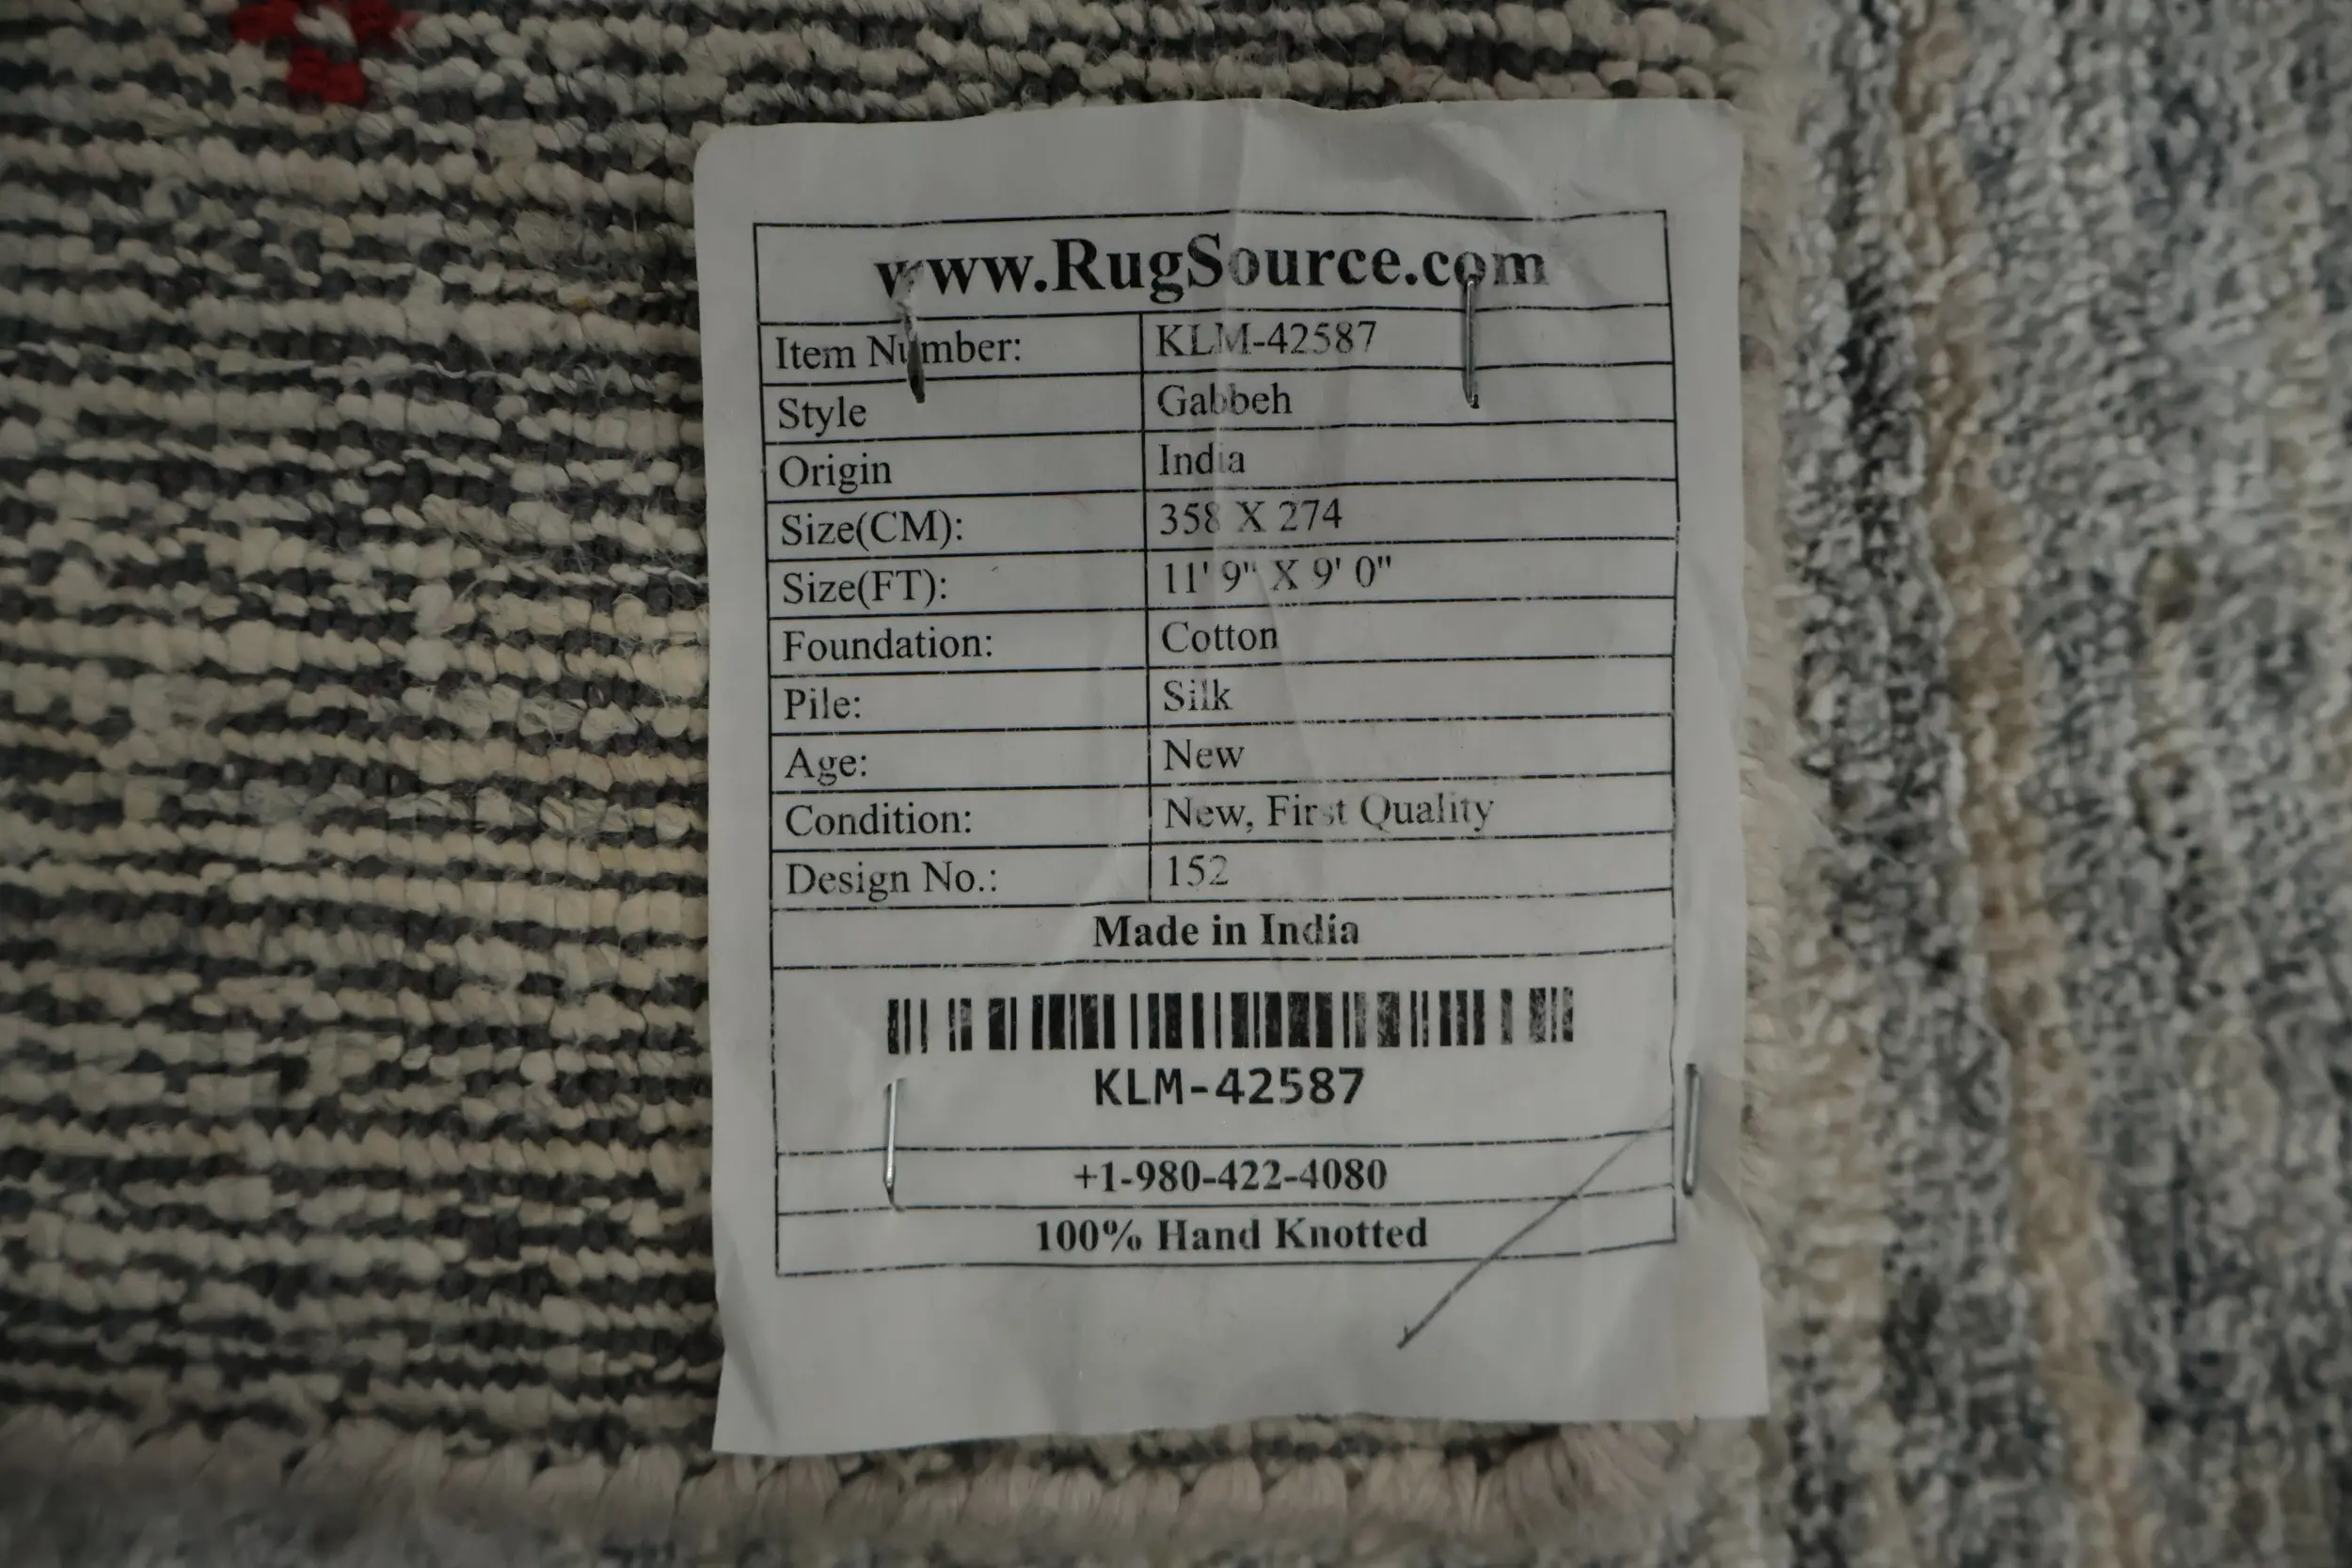 www.RugSource.com
Item Number: KLM-42587
Style Gabbeh
Origin India
Size(CM): 358 X 274
Size(FT): 11' 9" X 9' 0"
Foundation: Cotton
Pile: Silk
Age: New
Condition: New, First Quality
Design No.: 152
Made in India
KLM-42587
+1-980-422-4080
100% Hand Knotted